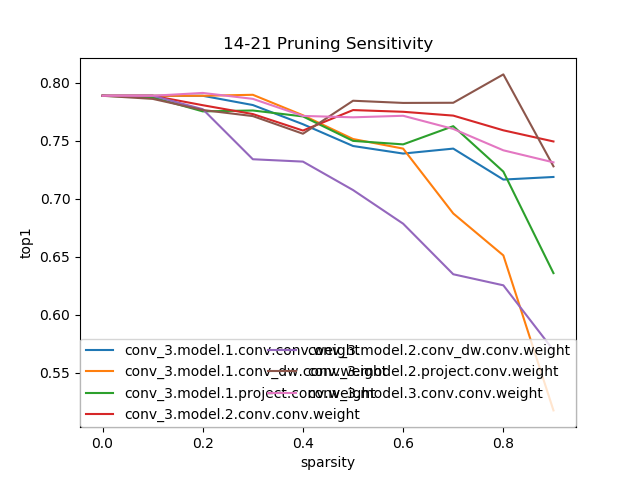 14-21 Pruning Sensitivity
top1
0.80
0.75
0.70
0.65
0.60
0.55
conv_3.model.1.conv.conv.weight
conv_3.model.1.conv_dw.conv.weight
conv_3.model.1.project.conv.weight
conv_3.model.2.conv.conv.weight
conv_3.model.2.conv_dw.conv.weight
conv_3.model.2.project.conv.weight
conv_3.model.3.conv.conv.weight
0.0 0.2 0.4 0.6 0.8
sparsity